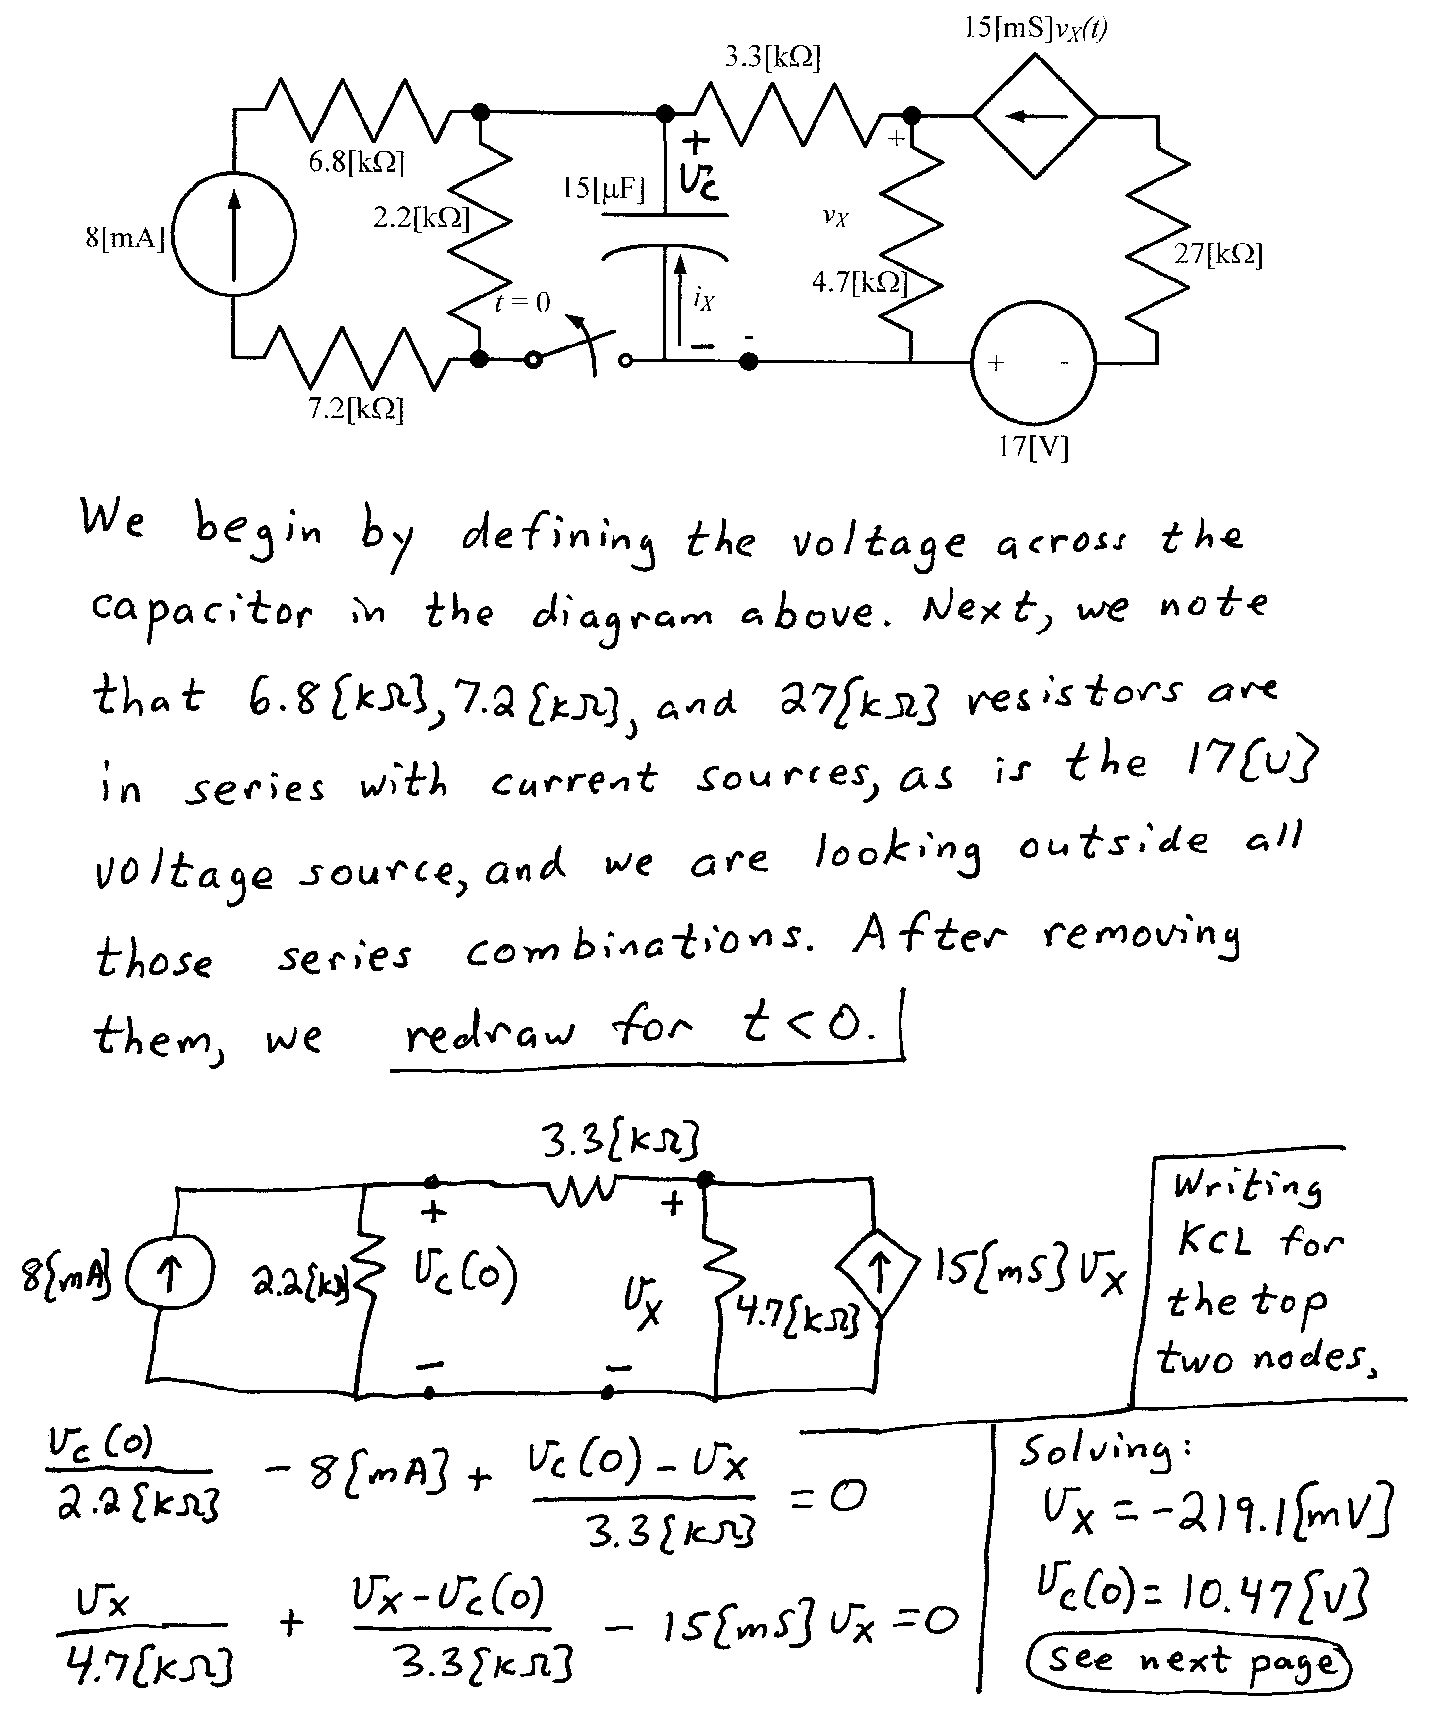 15[mS]vX(t)
3.3[kΩ]
6.8[kΩ]
+
+
15[μF]
vC
2.2[kΩ]
vX
8[mA]
27[kΩ]
4.7[kΩ]
t = 0
iX
-
-
+ -
7.2[kΩ]
17[V]
We begin by defining the voltage across the
capacitor in the diagram above. Next, we note
that 6.8{kΩ}, 7.2{kΩ}, and 27{kΩ} resistors are
in series with current sources, as is the 17{V}
voltage source, and we are looking outside all
those series combinations. After removing
them, we redraw for t<0.
3.3{kΩ}
+
+
8{mA}
2.2{kΩ}
vc(0)
vX
4.7{kΩ}
15{mS}vX
-
-
Writing
KCL for
the top
two nodes,
vc(0)/2.2{kΩ} - 8{mA} + (vc(0) - vX)/3.3{kΩ} = 0
vX/4.7{kΩ} + (vX - vc(0))/3.3{kΩ} - 15{mS}vX = 0
Solving:
vX = -219.1{mV}
vc(0) = 10.47{V}
see next page